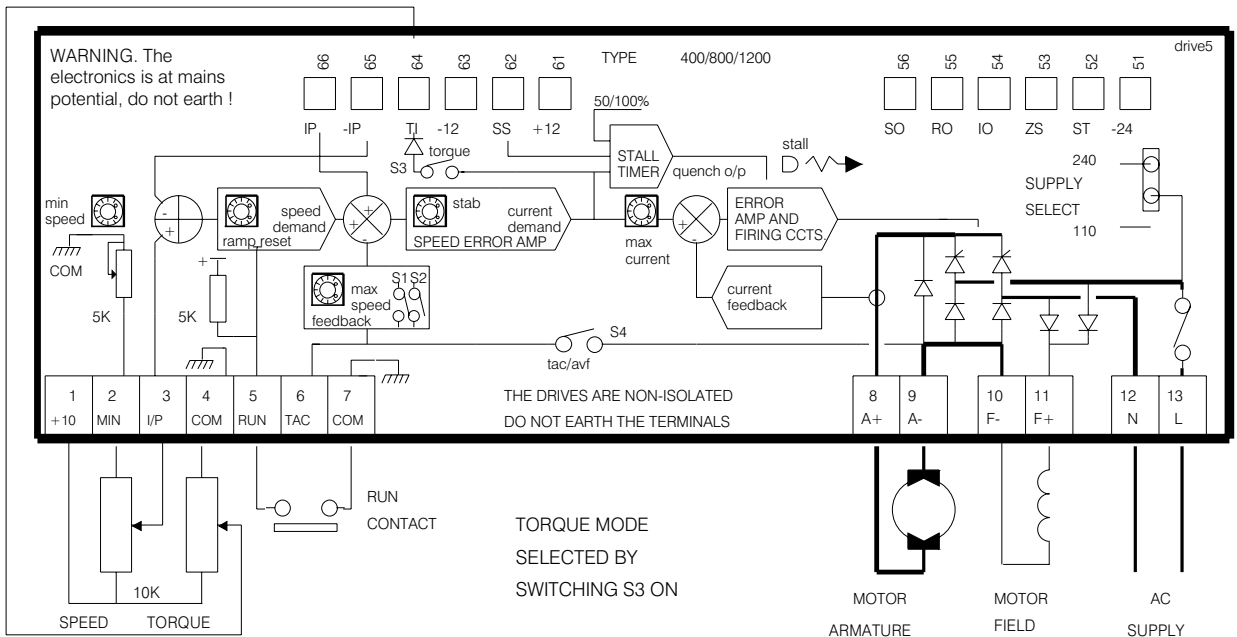 drive5
WARNING. The
electronics is at mains
potential, do not earth !
66 65 64 63 62 61
TYPE 400/800/1200
56 55 54 53 52 51
50/100%
IP -IP TI -12 SS +12
SO RO IO ZS ST -24
S3 torque
STALL
TIMER
quench o/p
stall
240
SUPPLY
SELECT
110
min
speed
- +
speed
demand
ramp reset
+ + -
stab
current
demand
SPEED ERROR AMP
max
current
+ -
ERROR
AMP AND
FIRING CCTS.
COM
+
5K
5K
max
speed
feedback
S1 S2
current
feedback
S4
tac/avf
1 2 3 4 5 6 7
+10 MIN I/P COM RUN TAC COM
THE DRIVES ARE NON-ISOLATED
DO NOT EARTH THE TERMINALS
8 9 10 11 12 13
A+ A- F- F+ N L
RUN
CONTACT
TORQUE MODE
SELECTED BY
SWITCHING S3 ON
10K
SPEED TORQUE
MOTOR
ARMATURE
MOTOR
FIELD
AC
SUPPLY